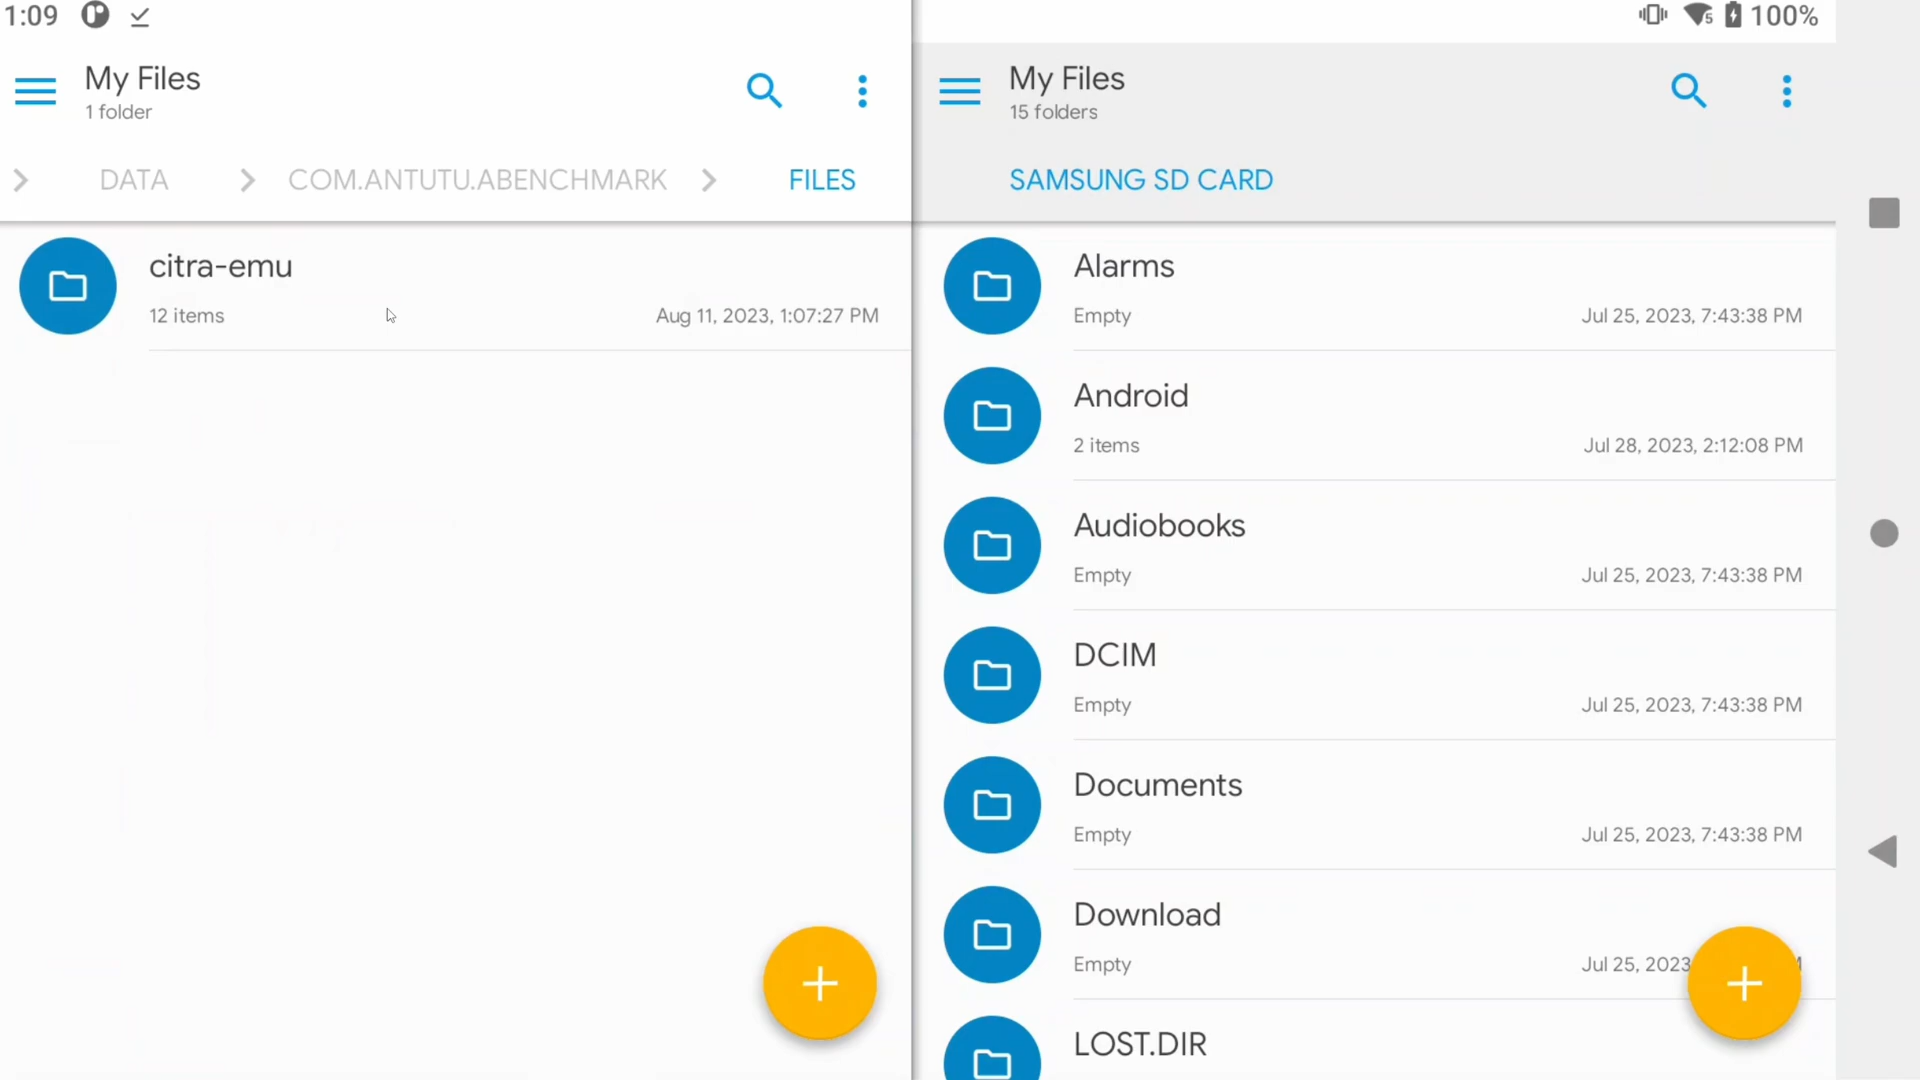 1:09
100%
My Files
1 folder
DATA
COM.ANTUTU.ABENCHMARK
FILES
citra-emu
12 items
Aug 11, 2023, 1:07:27 PM
My Files
15 folders
SAMSUNG SD CARD
Alarms
Empty
Jul 25, 2023, 7:43:38 PM
Android
2 items
Jul 28, 2023, 2:12:08 PM
Audiobooks
Empty
Jul 25, 2023, 7:43:38 PM
DCIM
Empty
Jul 25, 2023, 7:43:38 PM
Documents
Empty
Jul 25, 2023, 7:43:38 PM
Download
Empty
Jul 25, 2023
LOST.DIR